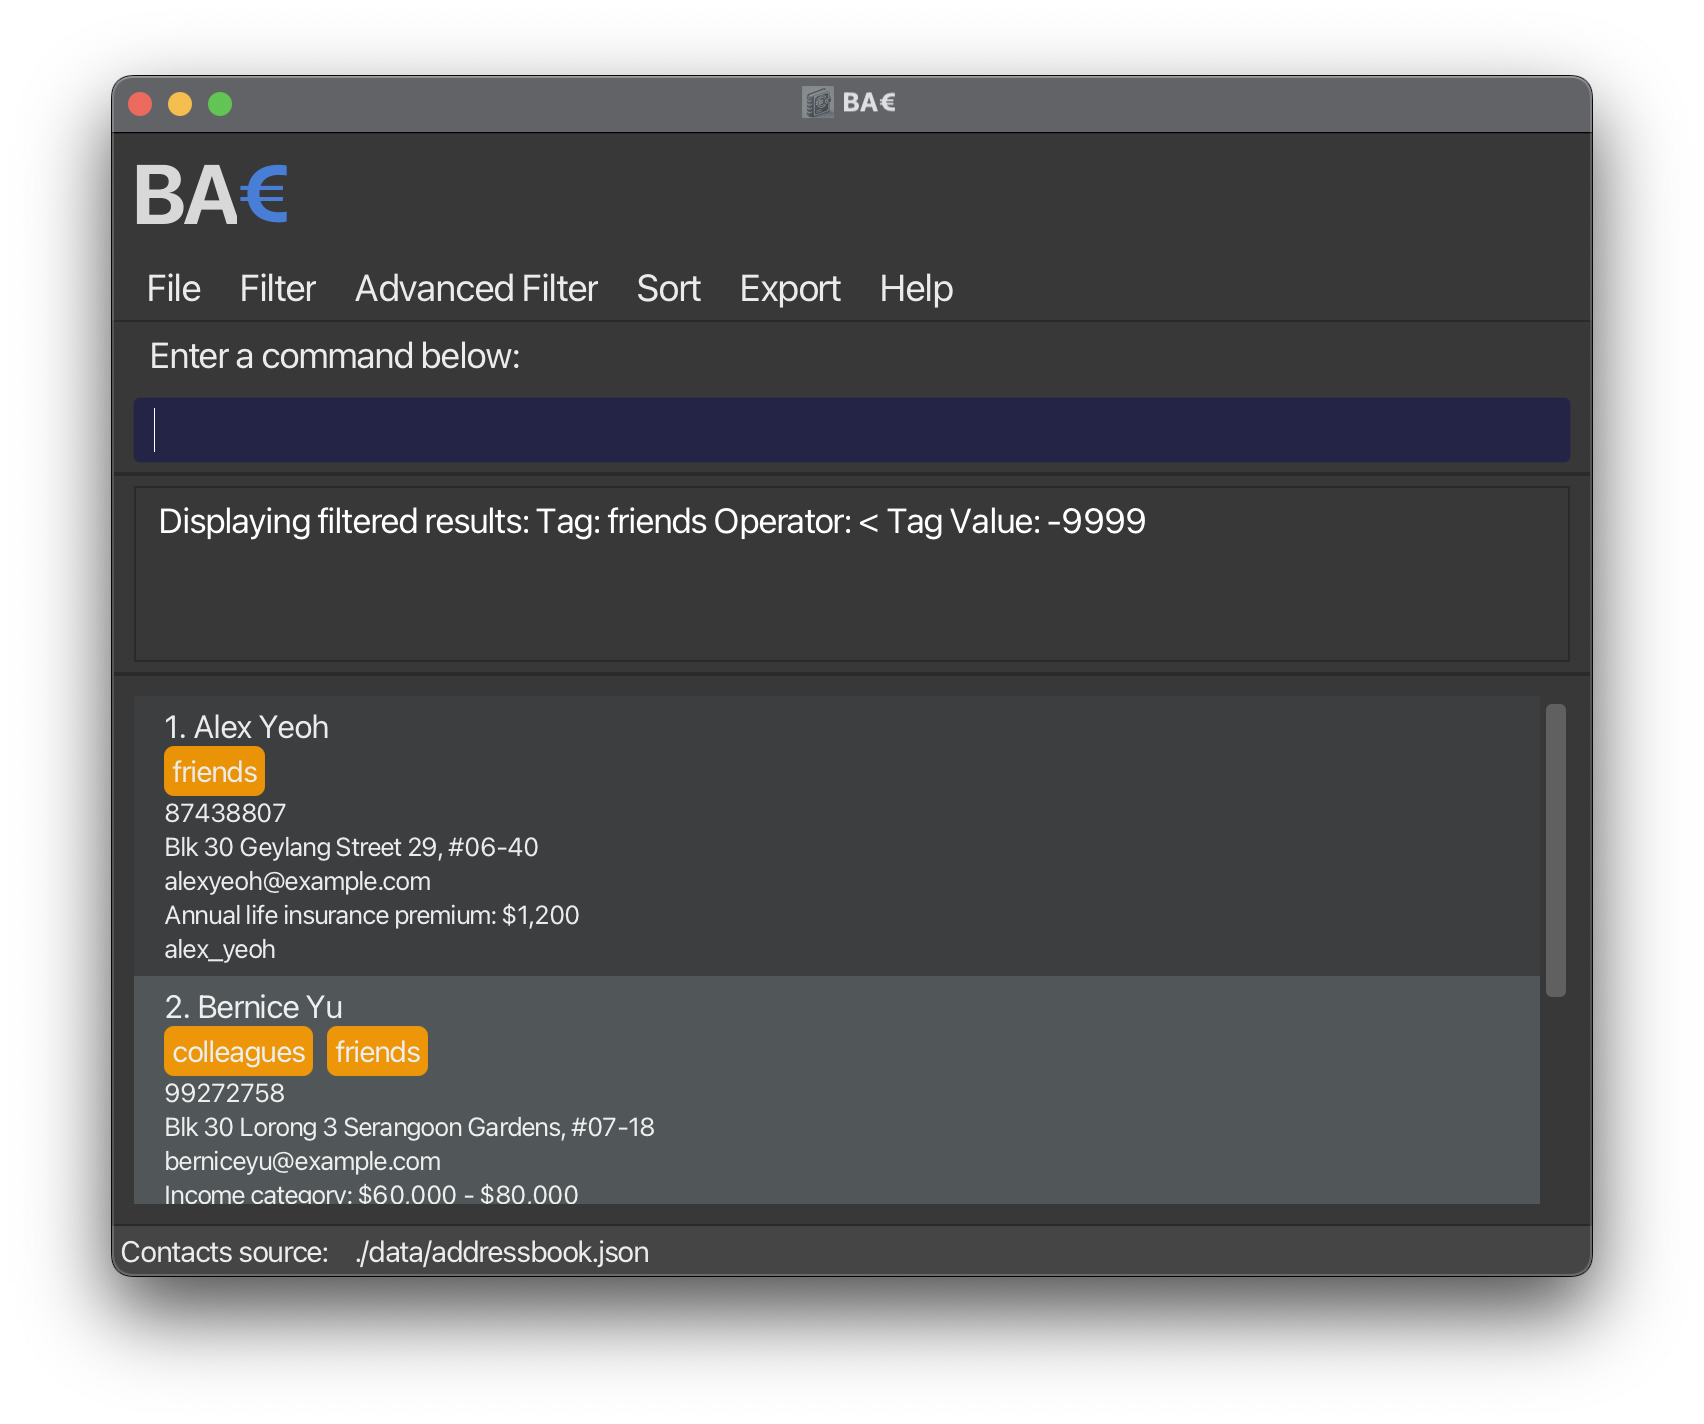 BA€
BA€
File Filter Advanced Filter Sort Export Help
Enter a command below:
Displaying filtered results: Tag: friends Operator: < Tag Value: -9999
1. Alex Yeoh
friends
87438807
Blk 30 Geylang Street 29, #06-40
alexyeoh@example.com
Annual life insurance premium: $1,200
alex_yeoh
2. Bernice Yu
colleagues friends
99272758
Blk 30 Lorong 3 Serangoon Gardens, #07-18
berniceyu@example.com
Income category: $60,000 - $80,000
Contacts source: ./data/addressbook.json